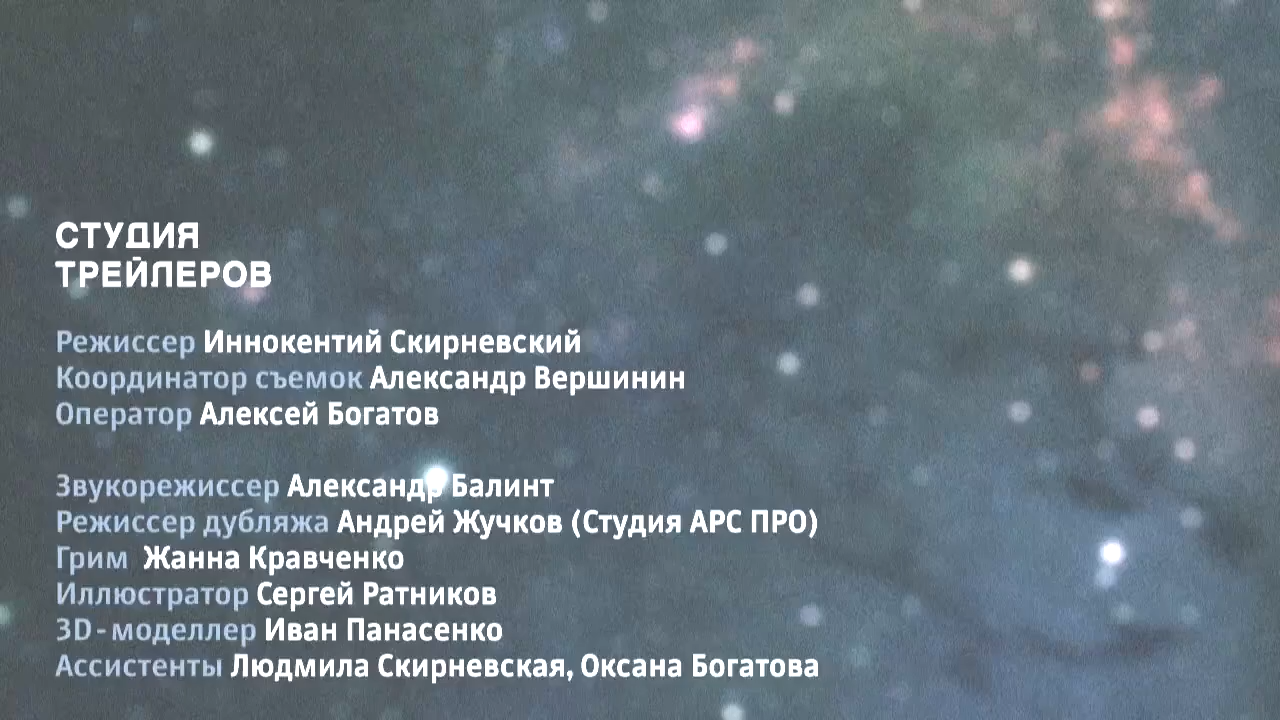 СТУДИЯ
ТРЕЙЛЕРОВ
Режиссер Иннокентий Скирневский
Координатор съемок Александр Вершинин
Оператор Алексей Богатов
Звукорежиссер Александр Балинт
Режиссер дубляжа Андрей Жучков (Студия АРС ПРО)
Грим Жанна Кравченко
Иллюстратор Сергей Ратников
3D-моделлер Иван Панасенко
Ассистенты Людмила Скирневская, Оксана Богатова